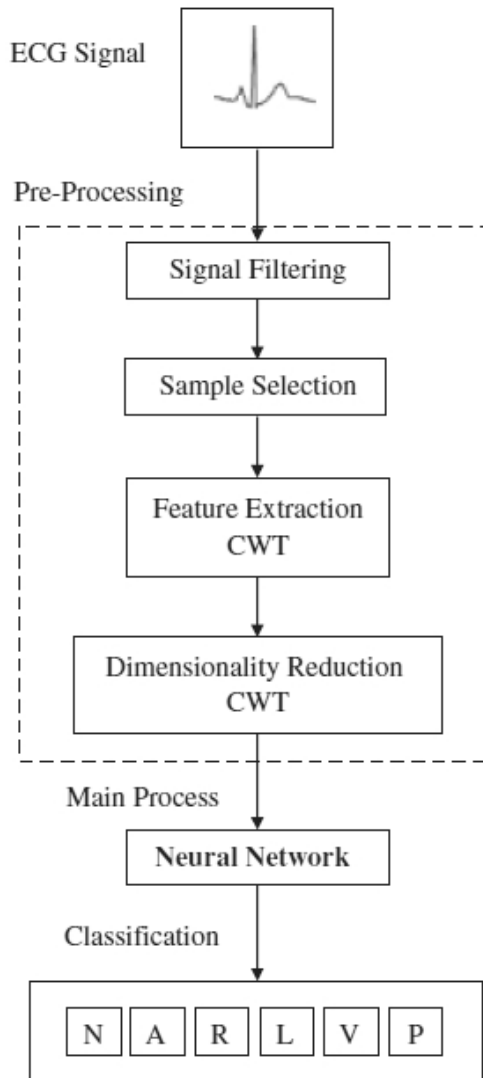 ECG Signal
Pre-Processing
Signal Filtering
Sample Selection
Feature Extraction
CWT
Dimensionality Reduction
CWT
Main Process
Neural Network
Classification
N A R L V P